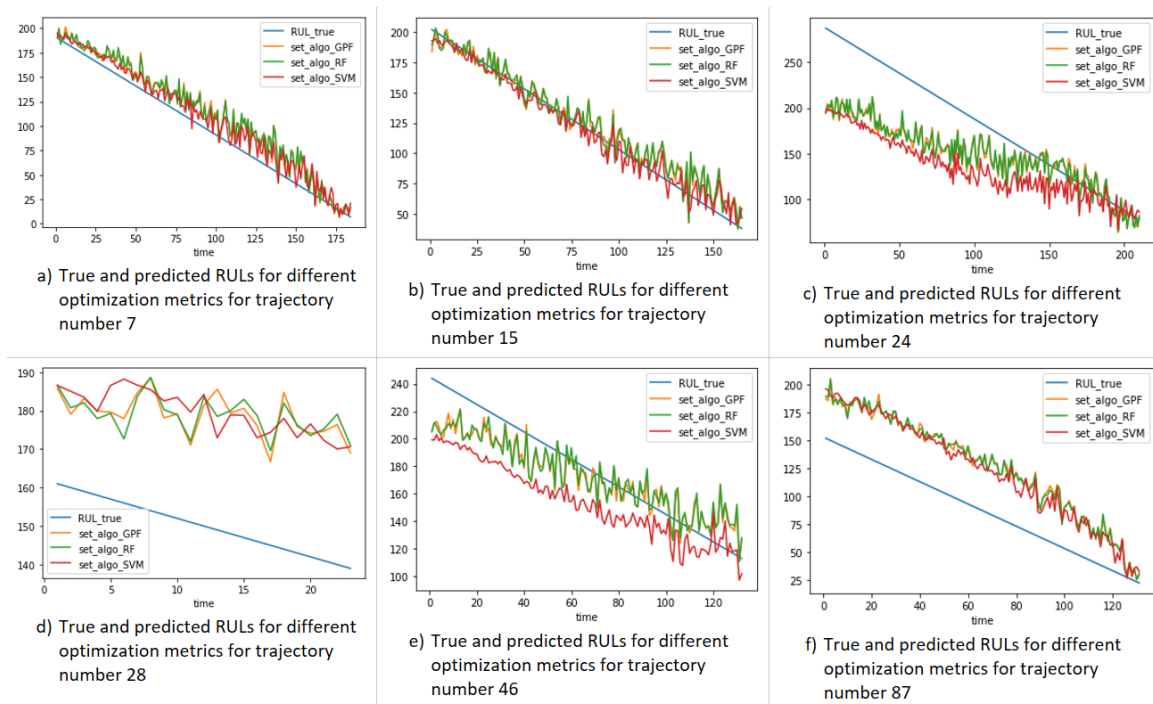 200
175
150
125
100
75
50
25
0
RUL_true
set_algo_GPF
set_algo_RF
set_algo_SVM
0 25 50 75 100 125 150 175
time
a) True and predicted RULs for different
optimization metrics for trajectory
number 7
200
175
150
125
100
75
50
RUL_true
set_algo_GPF
set_algo_RF
set_algo_SVM
0 25 50 75 100 125 150
time
b) True and predicted RULs for different
optimization metrics for trajectory
number 15
250
200
150
100
RUL_true
set_algo_GPF
set_algo_RF
set_algo_SVM
0 50 100 150 200
time
c) True and predicted RULs for different
optimization metrics for trajectory
number 24
190
180
170
160
150
140
RUL_true
set_algo_GPF
set_algo_RF
set_algo_SVM
0 5 10 15 20
time
d) True and predicted RULs for different
optimization metrics for trajectory
number 28
240
220
200
180
160
140
120
100
RUL_true
set_algo_GPF
set_algo_RF
set_algo_SVM
0 20 40 60 80 100 120
time
e) True and predicted RULs for different
optimization metrics for trajectory
number 46
200
175
150
125
100
75
50
25
RUL_true
set_algo_GPF
set_algo_RF
set_algo_SVM
0 20 40 60 80 100 120
time
f) True and predicted RULs for different
optimization metrics for trajectory
number 87